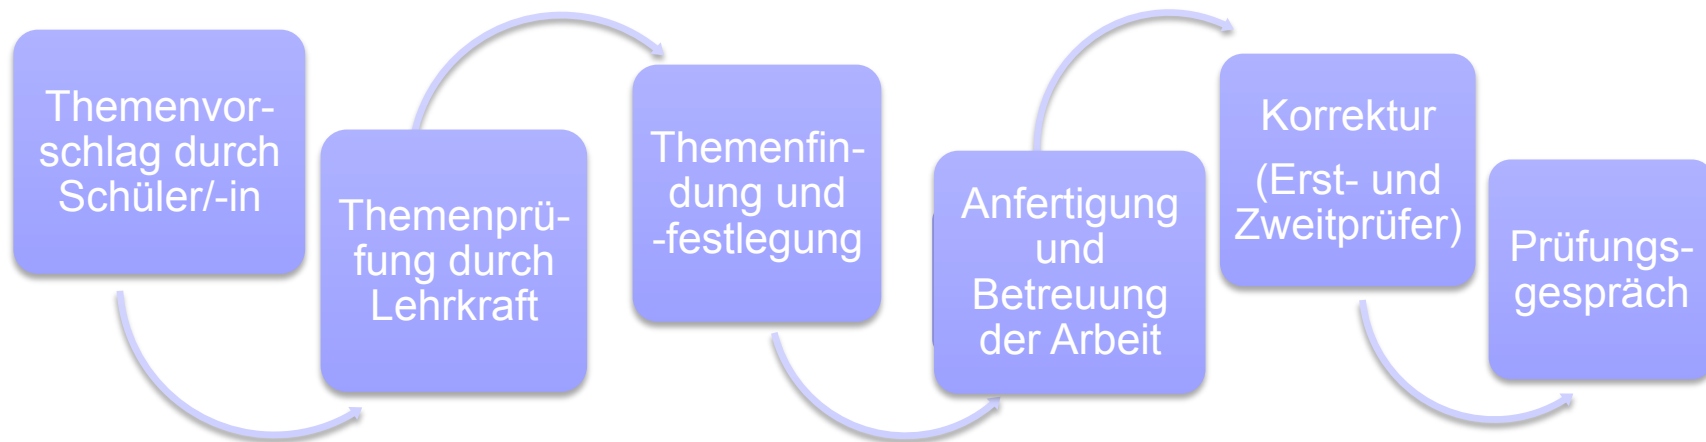 Themenvor-
schlag durch
Schüler/-in
Themenprü-
fung durch
Lehrkraft
Themenfin-
dung und
-festlegung
Anfertigung
und
Betreuung
der Arbeit
Korrektur
(Erst- und
Zweitprüfer)
Prüfungs-
gespräch